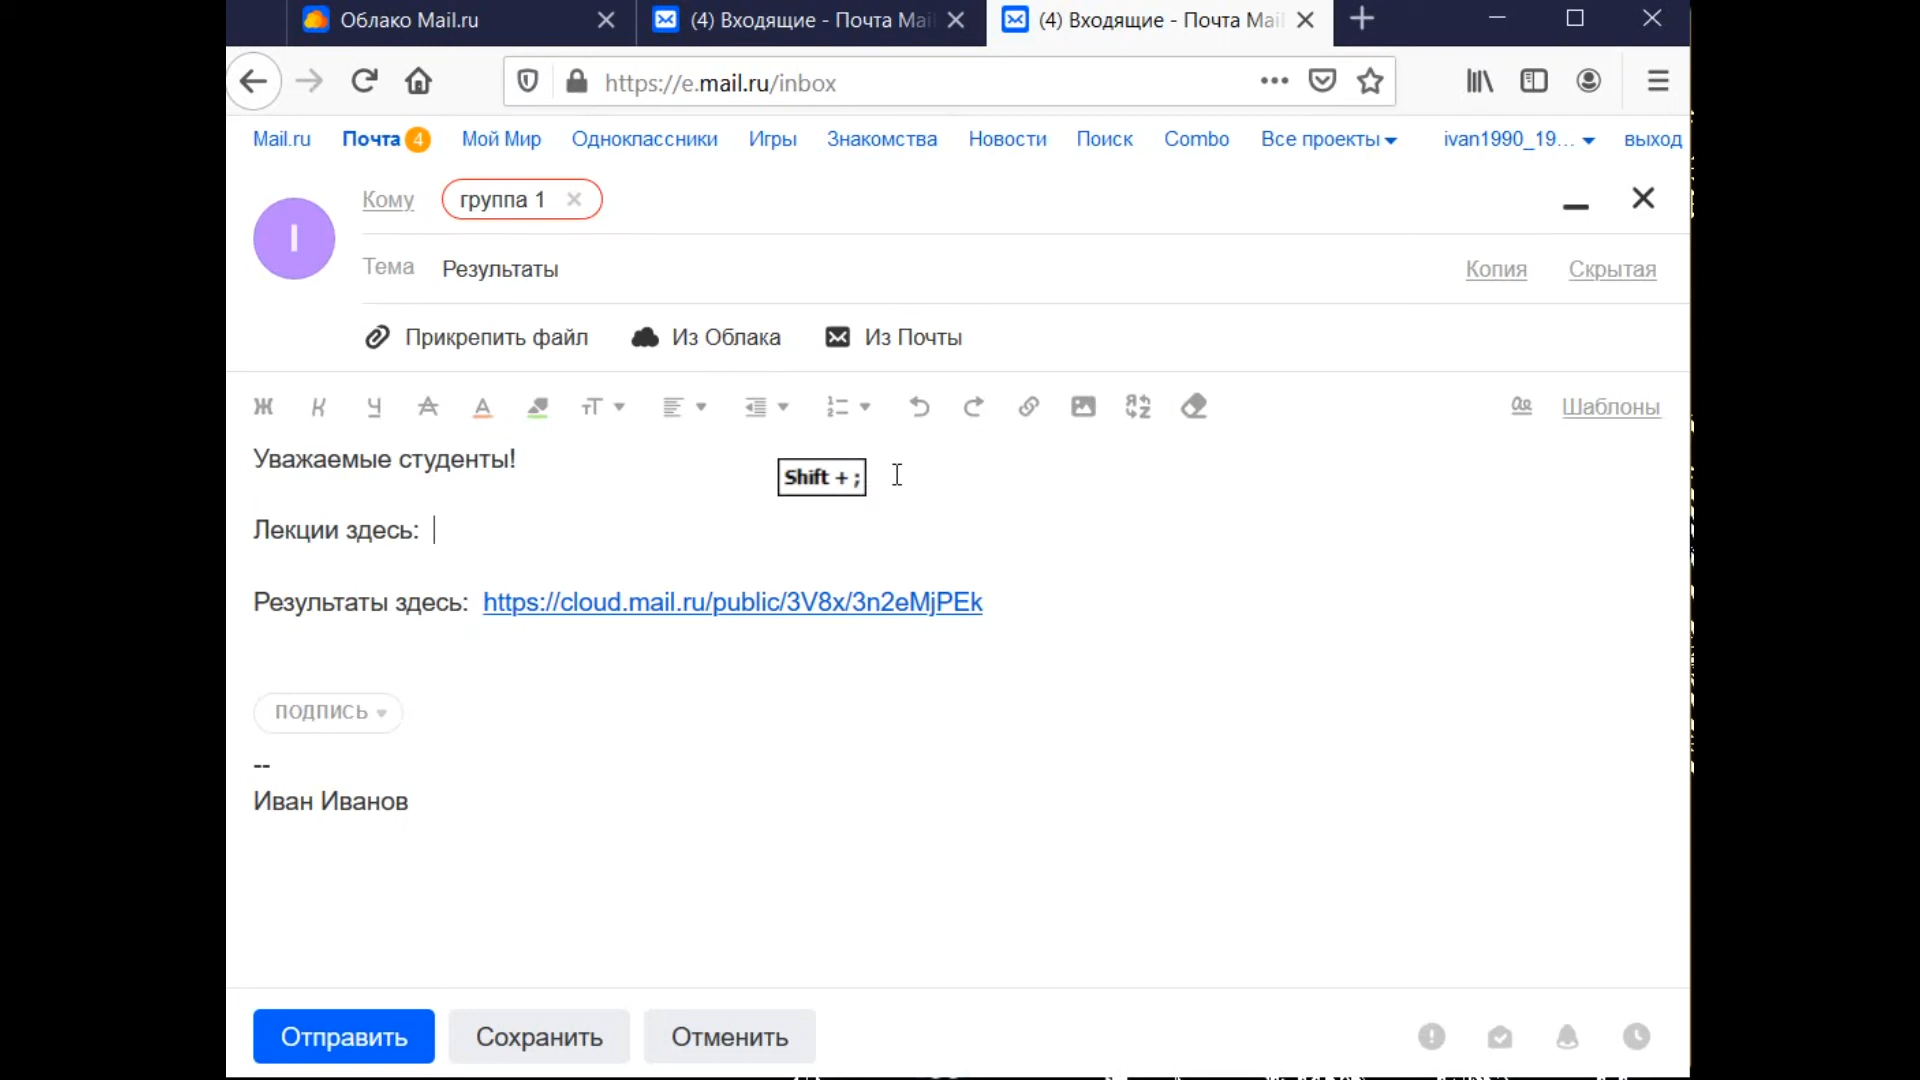 Облако Mail.ru
(4) Входящие - Почта Mai
(4) Входящие - Почта Mai
https://e.mail.ru/inbox
Mail.ru Почта 4 Мой Мир Одноклассники Игры Знакомства Новости Поиск Combo Все проекты ivan1990_19... выход
I
Кому группа 1
Тема Результаты Копия Скрытая
Прикрепить файл Из Облака Из Почты
Ж К Ч А А тТ Шаблоны
Уважаемые студенты!
Shift + ;
Лекции здесь:
Результаты здесь: https://cloud.mail.ru/public/3V8x/3n2eMjPEk
ПОДПИСЬ
--
Иван Иванов
Отправить Сохранить Отменить